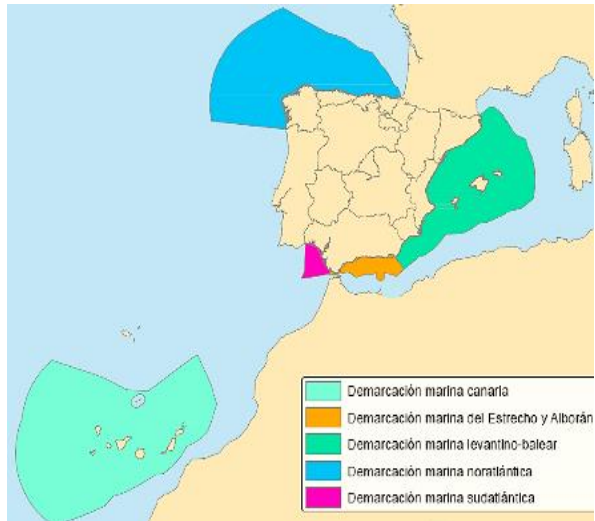 Demarcación marina canaria
Demarcación marina del Estrecho y Alborán
Demarcación marina levantino-balear
Demarcación marina noratlántica
Demarcación marina sudatlántica